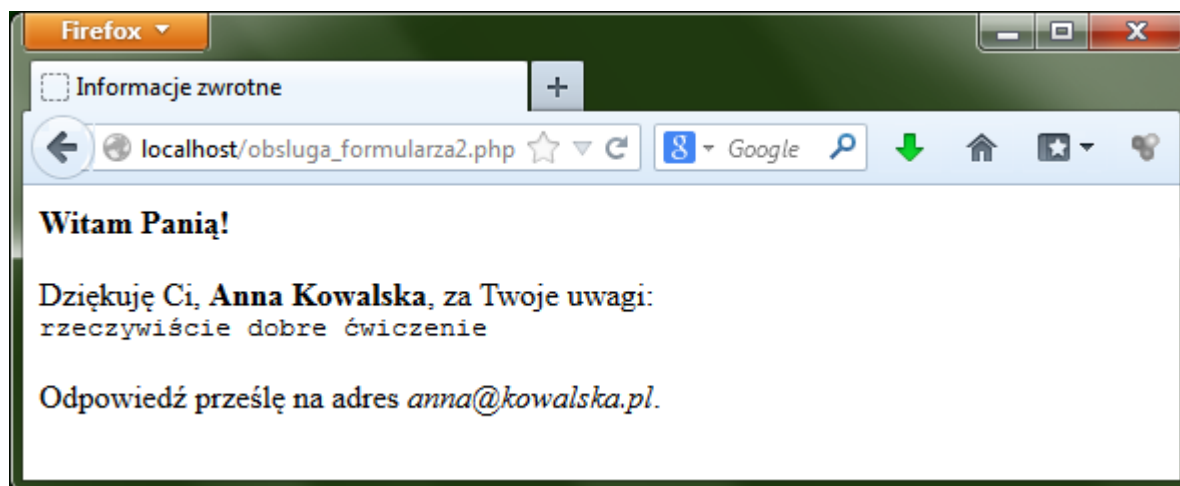 Firefox
Informacje zwrotne
localhost/obsluga_formularza2.php
Google
Witam Panią!
Dziękuję Ci, Anna Kowalska, za Twoje uwagi:
rzeczywiście dobre ćwiczenie
Odpowiedź prześlę na adres anna@kowalska.pl.